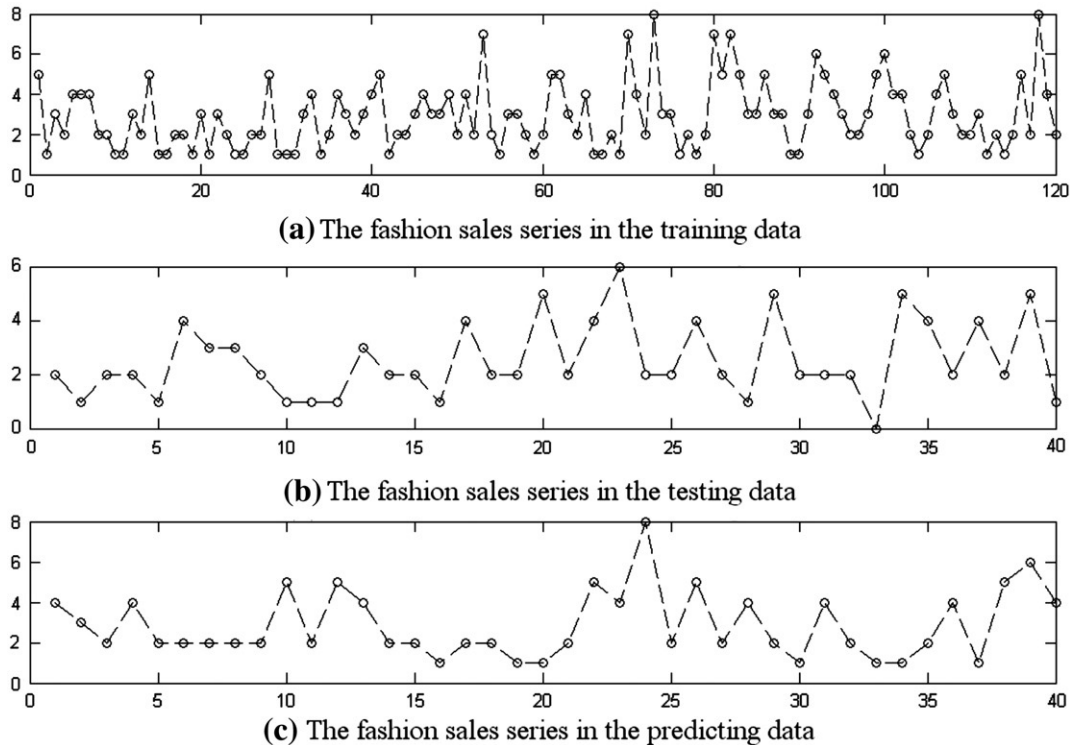 8
6
4
2
0
0 20 40 60 80 100 120
(a) The fashion sales series in the training data
6
4
2
0
0 5 10 15 20 25 30 35 40
(b) The fashion sales series in the testing data
8
6
4
2
0
0 5 10 15 20 25 30 35 40
(c) The fashion sales series in the predicting data